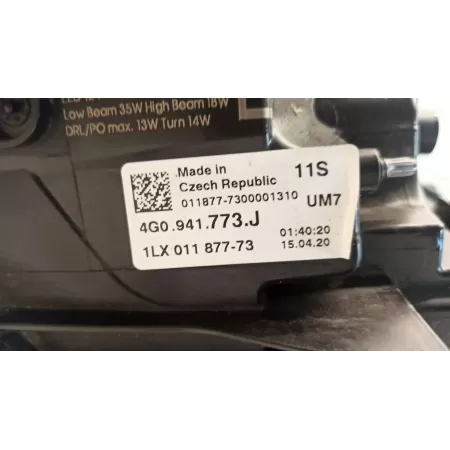 Low Beam 35W High Beam 18W
DRL/PO max. 13W Turn 14W
Made in
Czech Republic
11S
011877-7300001310
UM7
4G0.941.773.J
01:40:20
1LX 011 877-73
15.04.20